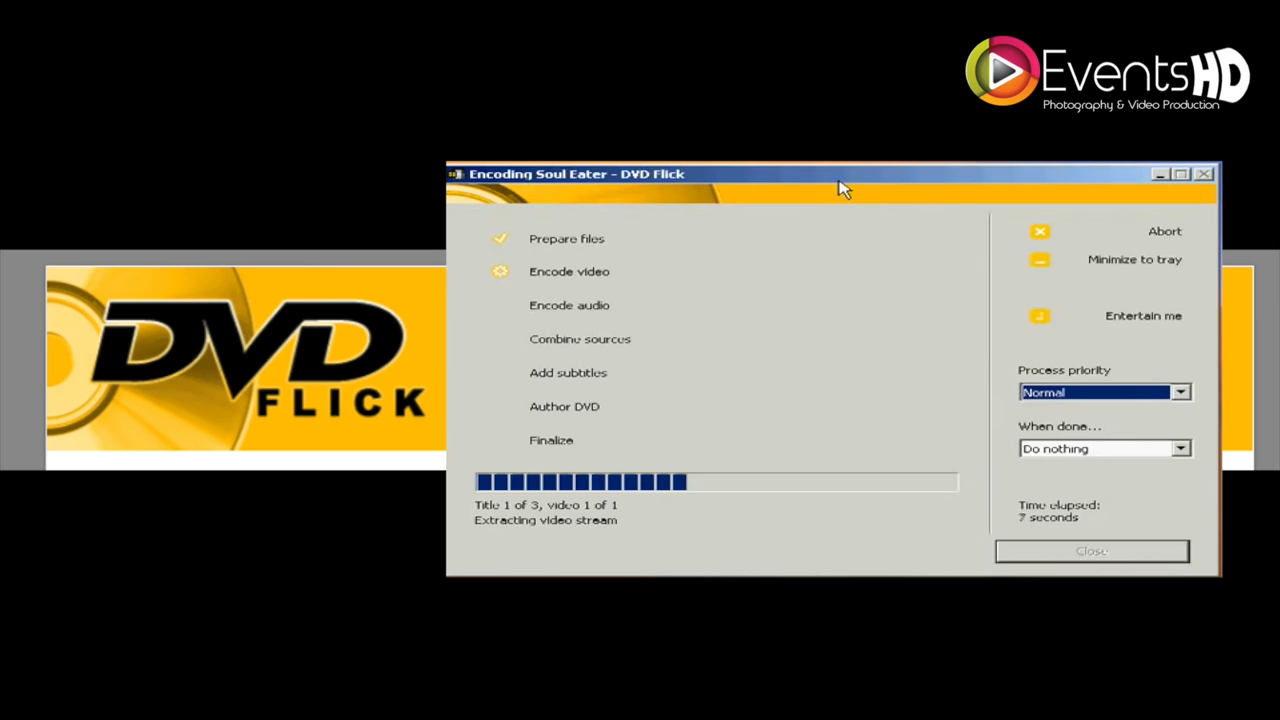 EventsHD
Photography & Video Production
Encoding Soul Eater - DVD Flick
Prepare files
Encode video
Encode audio
Combine sources
Add subtitles
Author DVD
Finalize
Title 1 of 3, video 1 of 1
Extracting video stream
Abort
Minimize to tray
Entertain me
Process priority
Normal
When done...
Do nothing
Time elapsed:
7 seconds
Close
DVD
FLICK